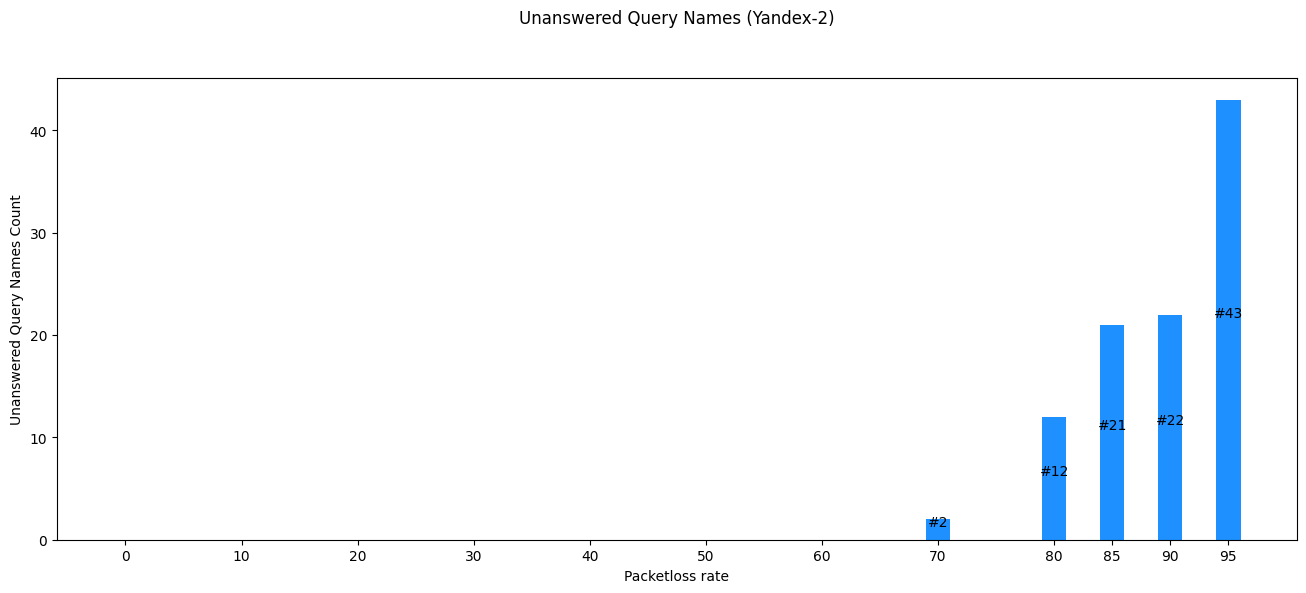 Unanswered Query Names (Yandex-2)
Unanswered Query Names Count
40
30
20
10
0
#2
#12
#21
#22
#43
0 10 20 30 40 50 60 70 80 85 90 95
Packetloss rate